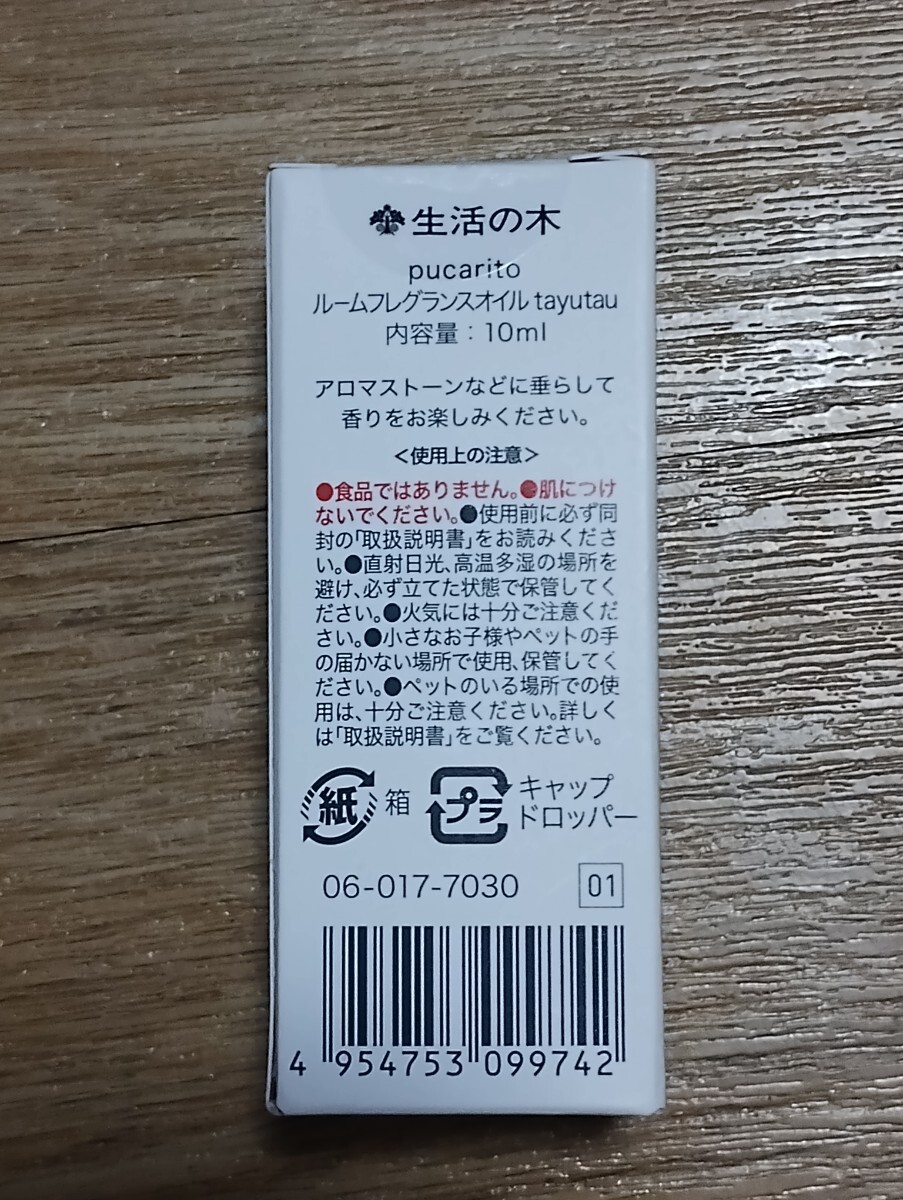 生活の木
pucarito
ルームフレグランスオイル tayutau
内容量：10ml
アロマストーンなどに垂らして
香りをお楽しみください。
＜使用上の注意＞
●食品ではありません。●肌につけ
ないでください。●使用前に必ず同
封の「取扱説明書」をお読みくださ
い。●直射日光、高温多湿の場所を
避け、必ず立てた状態で保管してく
ださい。●火気には十分ご注意くだ
さい。●小さなお子様やペットの手
の届かない場所で使用、保管してく
ださい。●ペットのいる場所での使
用は、十分ご注意ください。詳しく
は「取扱説明書」をご覧ください。
紙 箱 プラ キャップ
ドロッパー
06-017-7030 01
4 954753 099742